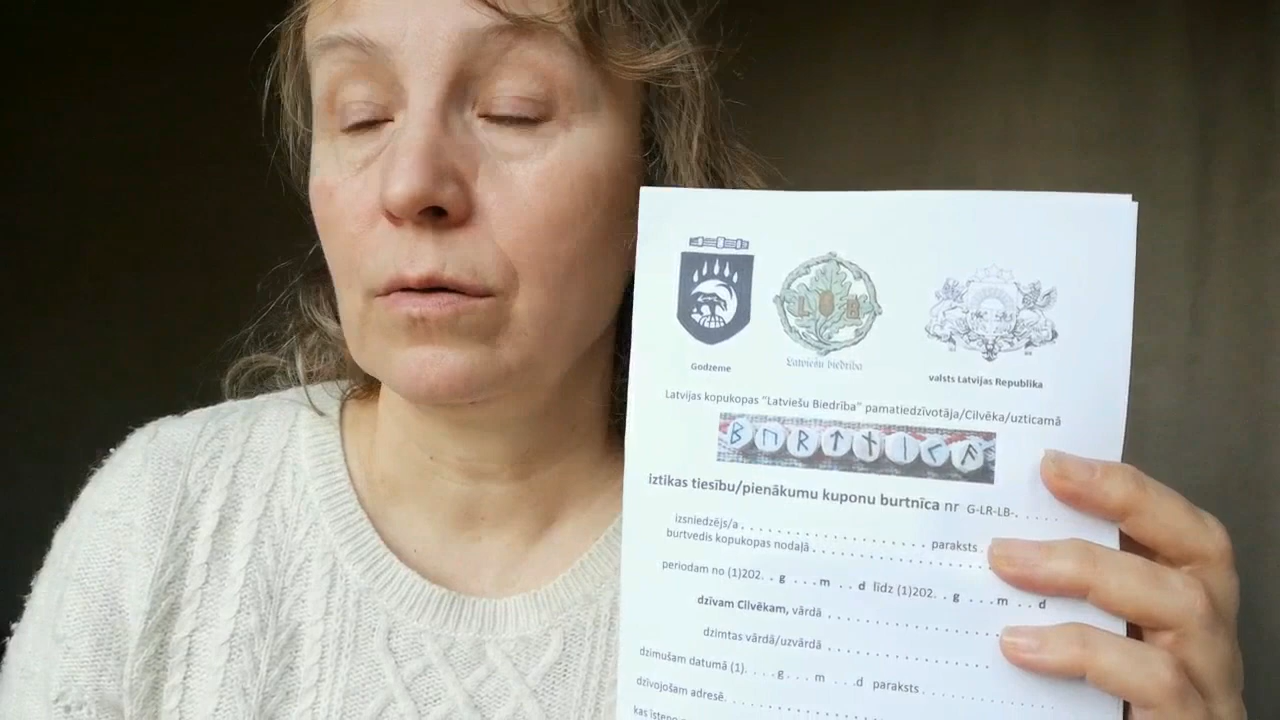 L B
Latviešu biedrība
Godzeme
valsts Latvijas Republika
Latvijas kopukopas "Latviešu Biedrība" pamatiedzīvotāja/Cilvēka/uzticamā
ᛒ ᚢ ᚱ ᛏ ᚾ ᛁ ᚲ ᚨ
iztikas tiesību/pienākumu kuponu burtnīca nr G-LR-LB-. . . . .
izsniedzējs/a . . . . . . . . . . . . . . . . . . . . . paraksts .
burtvedis kopukopas nodaļā . . . . . . . . . . . . . . . .
periodam no (1)202. . g . . . m . . d līdz (1)202. . g . . . m . . d
dzīvam Cilvēkam, vārdā . . . . . . . . . . . . . . . .
dzimtas vārdā/uzvārdā . . . . . . . . . . . . . . . .
dzimušam datumā (1). . . .g . . . m . . .d paraksts . . . . . . . . . . .
dzīvojošam adresē. . . . . . . . . . . . . . . . . . . . . . . . . . .
kas īsteno